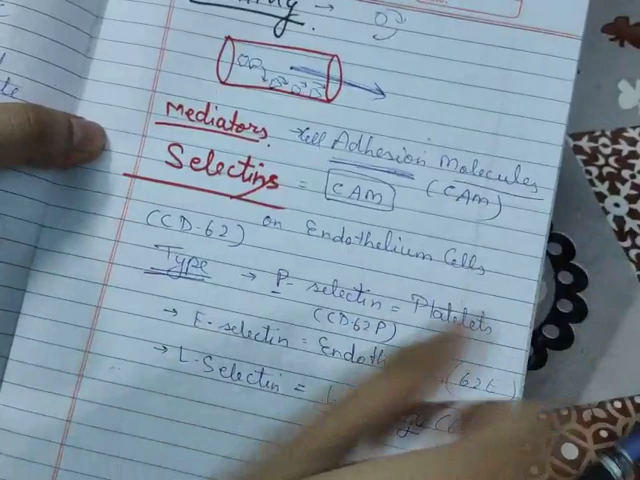 Mediators. Cell Adhesion Molecules
Selectins = CAM (CAM)
(CD-62) on Endothelium Cells
Type → P- selectin = Platelets
(CD62P)
→ E- selectin = Endoth (62E)
→ L- Selectin = L